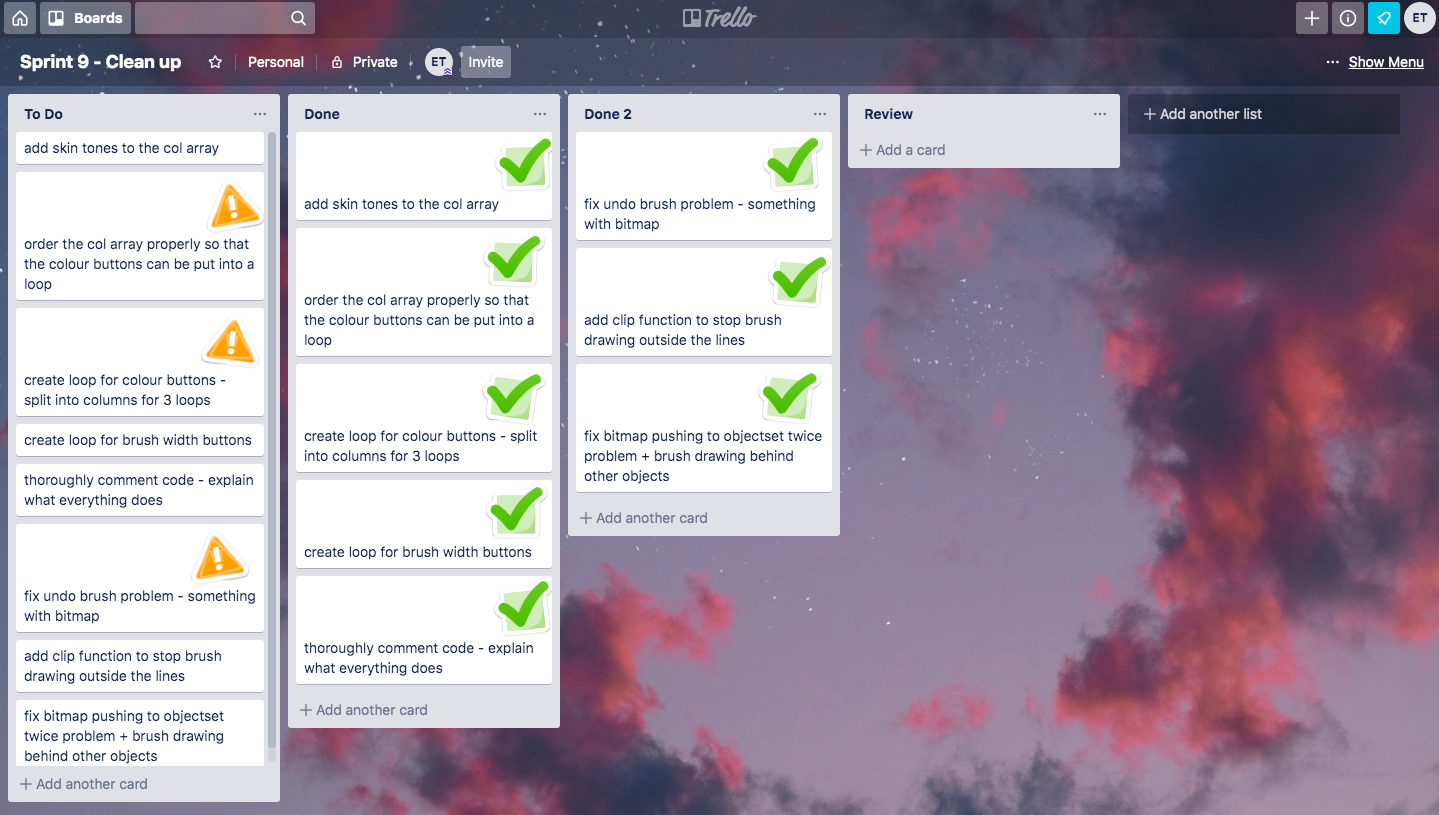 Boards
Trello
ET
Sprint 9 - Clean up
Personal
Private
ET
Invite
... Show Menu
To Do
add skin tones to the col array
order the col array properly so that
the colour buttons can be put into a
loop
create loop for colour buttons -
split into columns for 3 loops
create loop for brush width buttons
thoroughly comment code - explain
what everything does
fix undo brush problem - something
with bitmap
add clip function to stop brush
drawing outside the lines
fix bitmap pushing to objectset
twice problem + brush drawing
behind other objects
+ Add another card
Done
add skin tones to the col array
order the col array properly so that
the colour buttons can be put into a
loop
create loop for colour buttons - split
into columns for 3 loops
create loop for brush width buttons
thoroughly comment code - explain
what everything does
+ Add another card
Done 2
fix undo brush problem - something
with bitmap
add clip function to stop brush
drawing outside the lines
fix bitmap pushing to objectset twice
problem + brush drawing behind
other objects
+ Add another card
Review
+ Add a card
+ Add another list